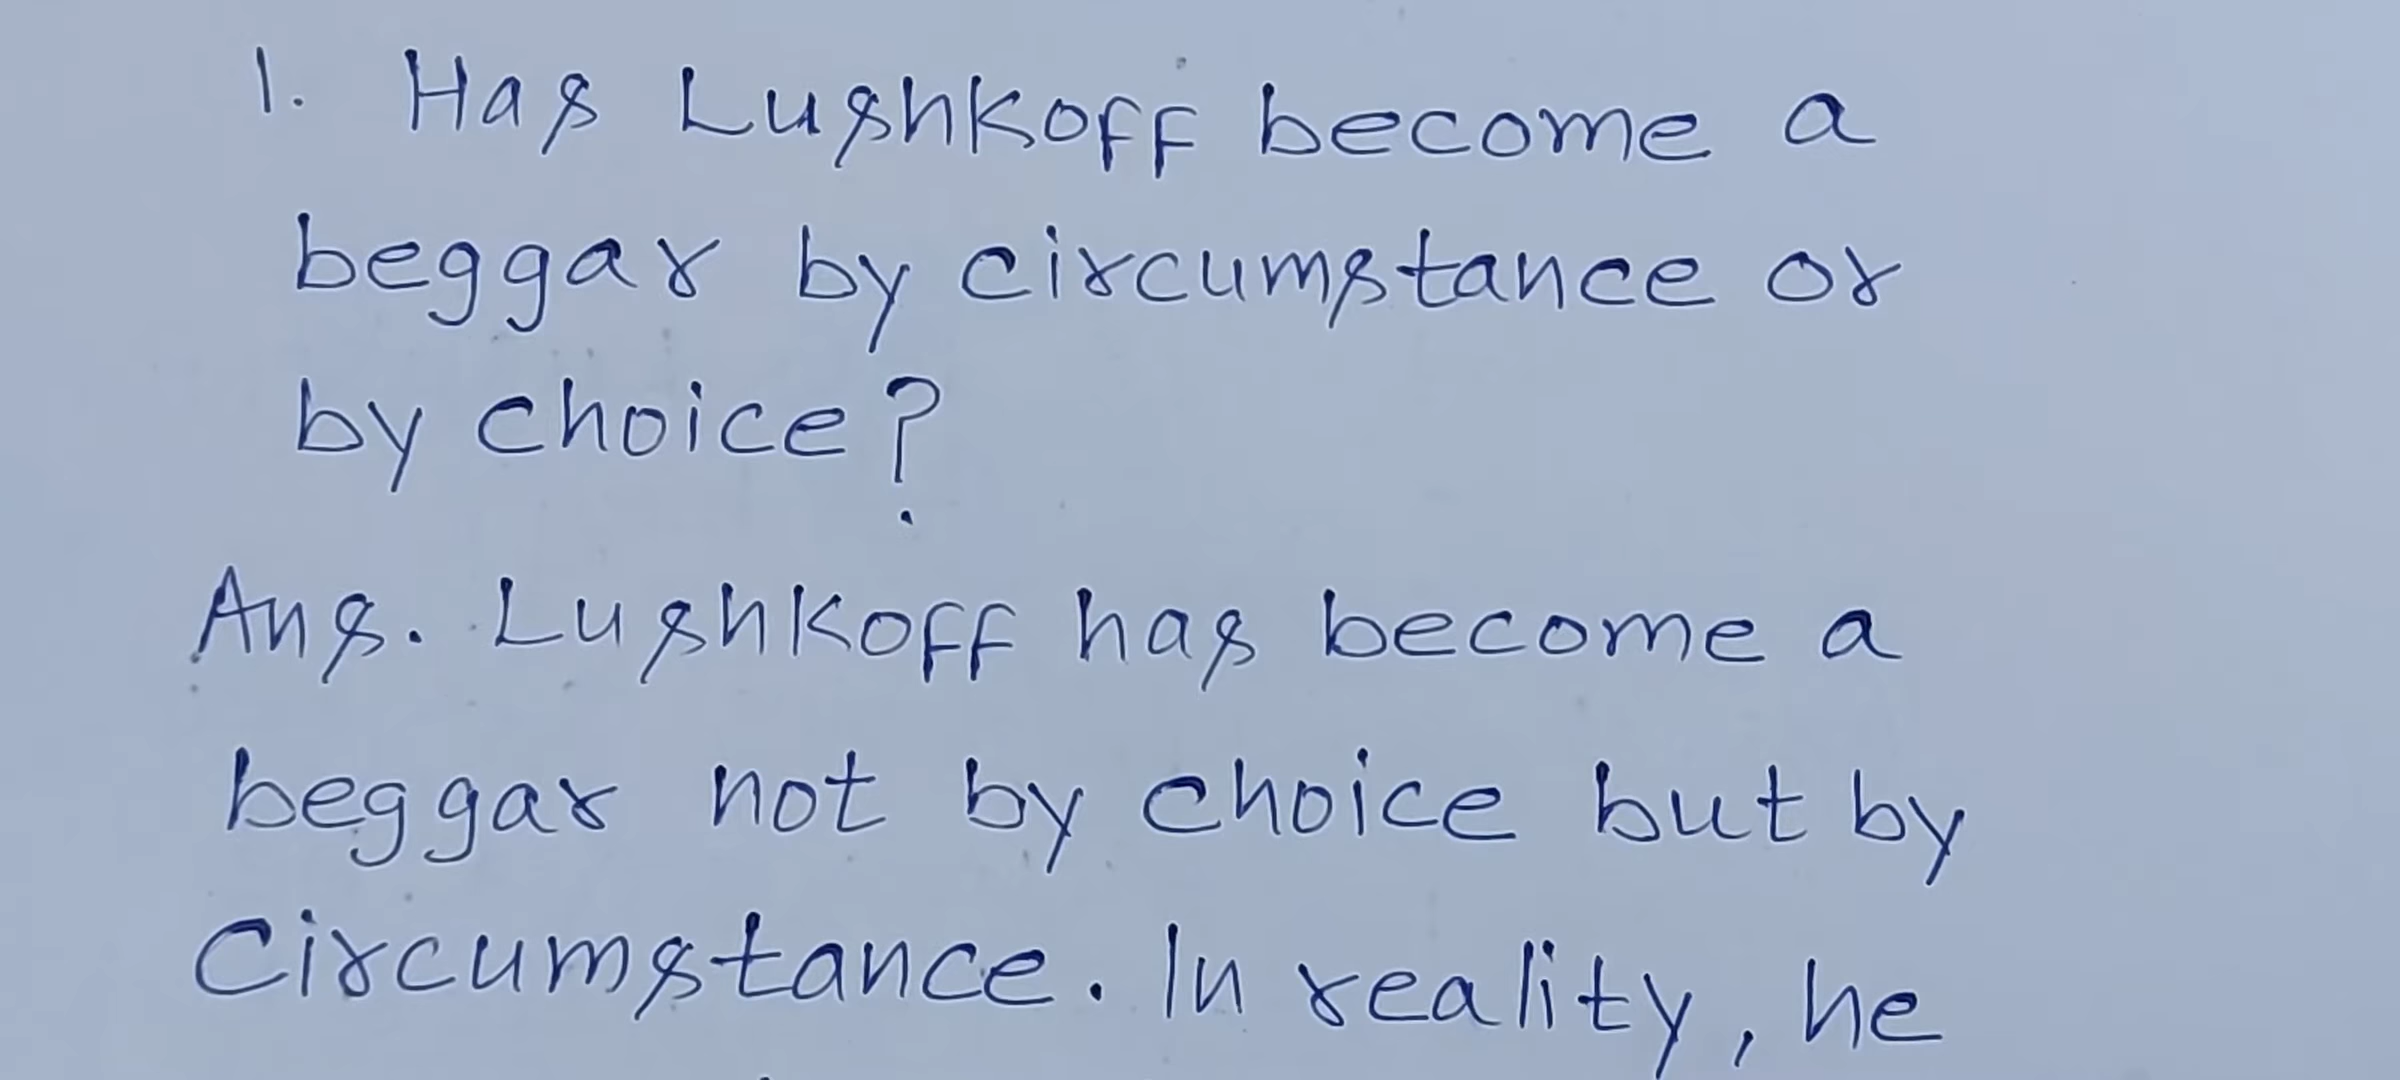 1. Has Lushkoff become a
beggar by circumstance or
by choice?
Ans. Lushkoff has become a
beggar not by choice but by
Circumstance. In reality, he